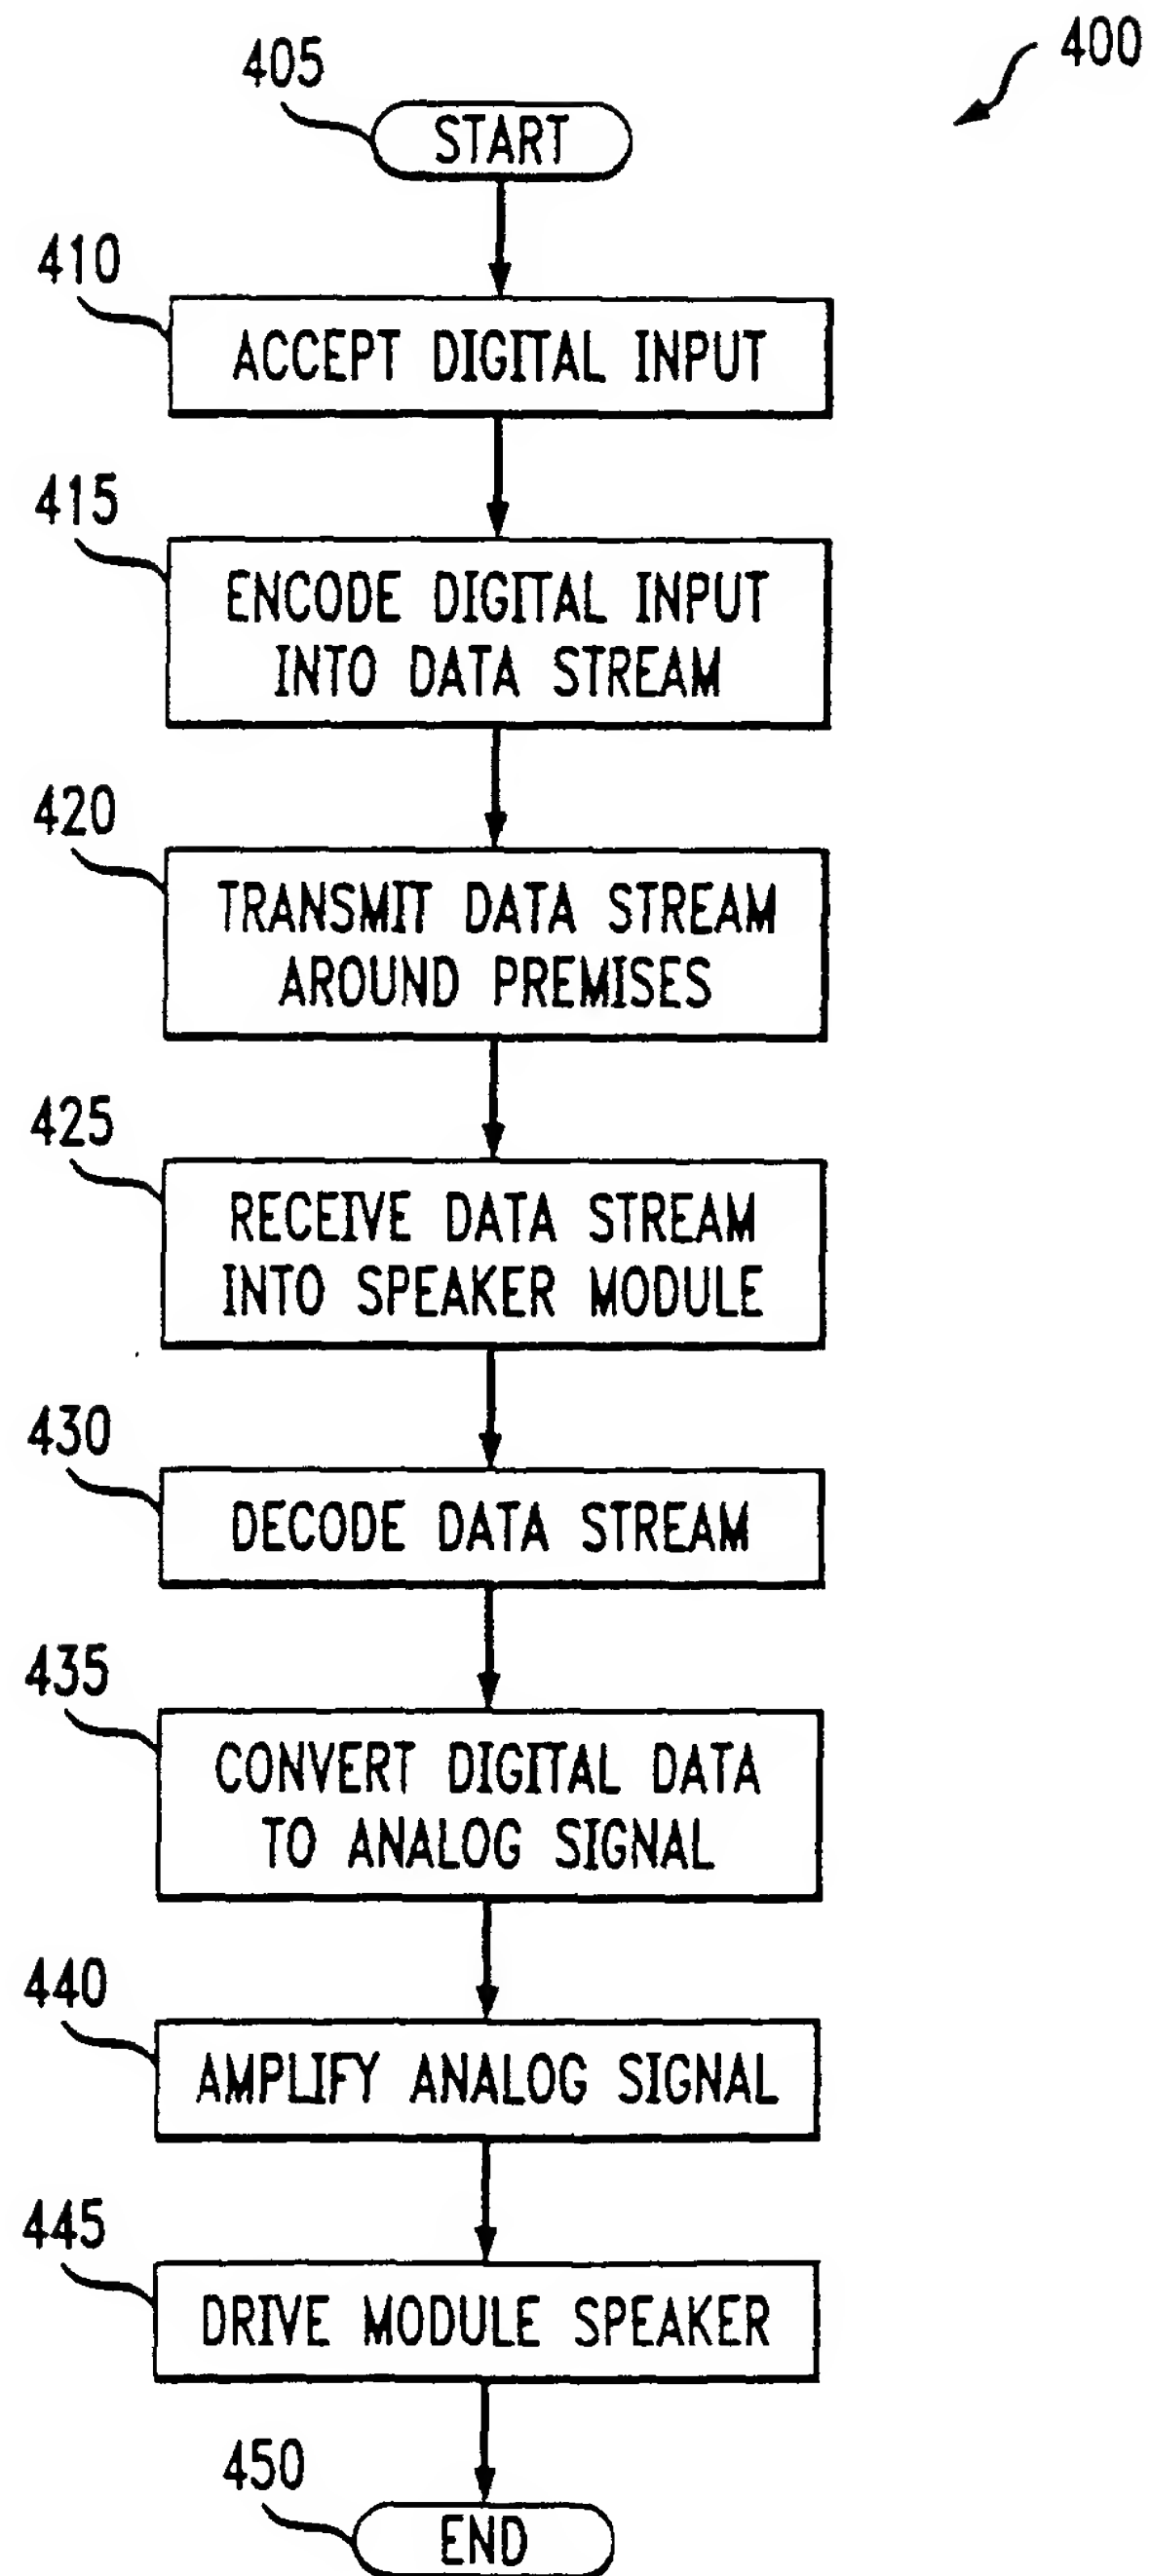 400
405
START
410
ACCEPT DIGITAL INPUT
415
ENCODE DIGITAL INPUT
INTO DATA STREAM
420
TRANSMIT DATA STREAM
AROUND PREMISES
425
RECEIVE DATA STREAM
INTO SPEAKER MODULE
430
DECODE DATA STREAM
435
CONVERT DIGITAL DATA
TO ANALOG SIGNAL
440
AMPLIFY ANALOG SIGNAL
445
DRIVE MODULE SPEAKER
450
END